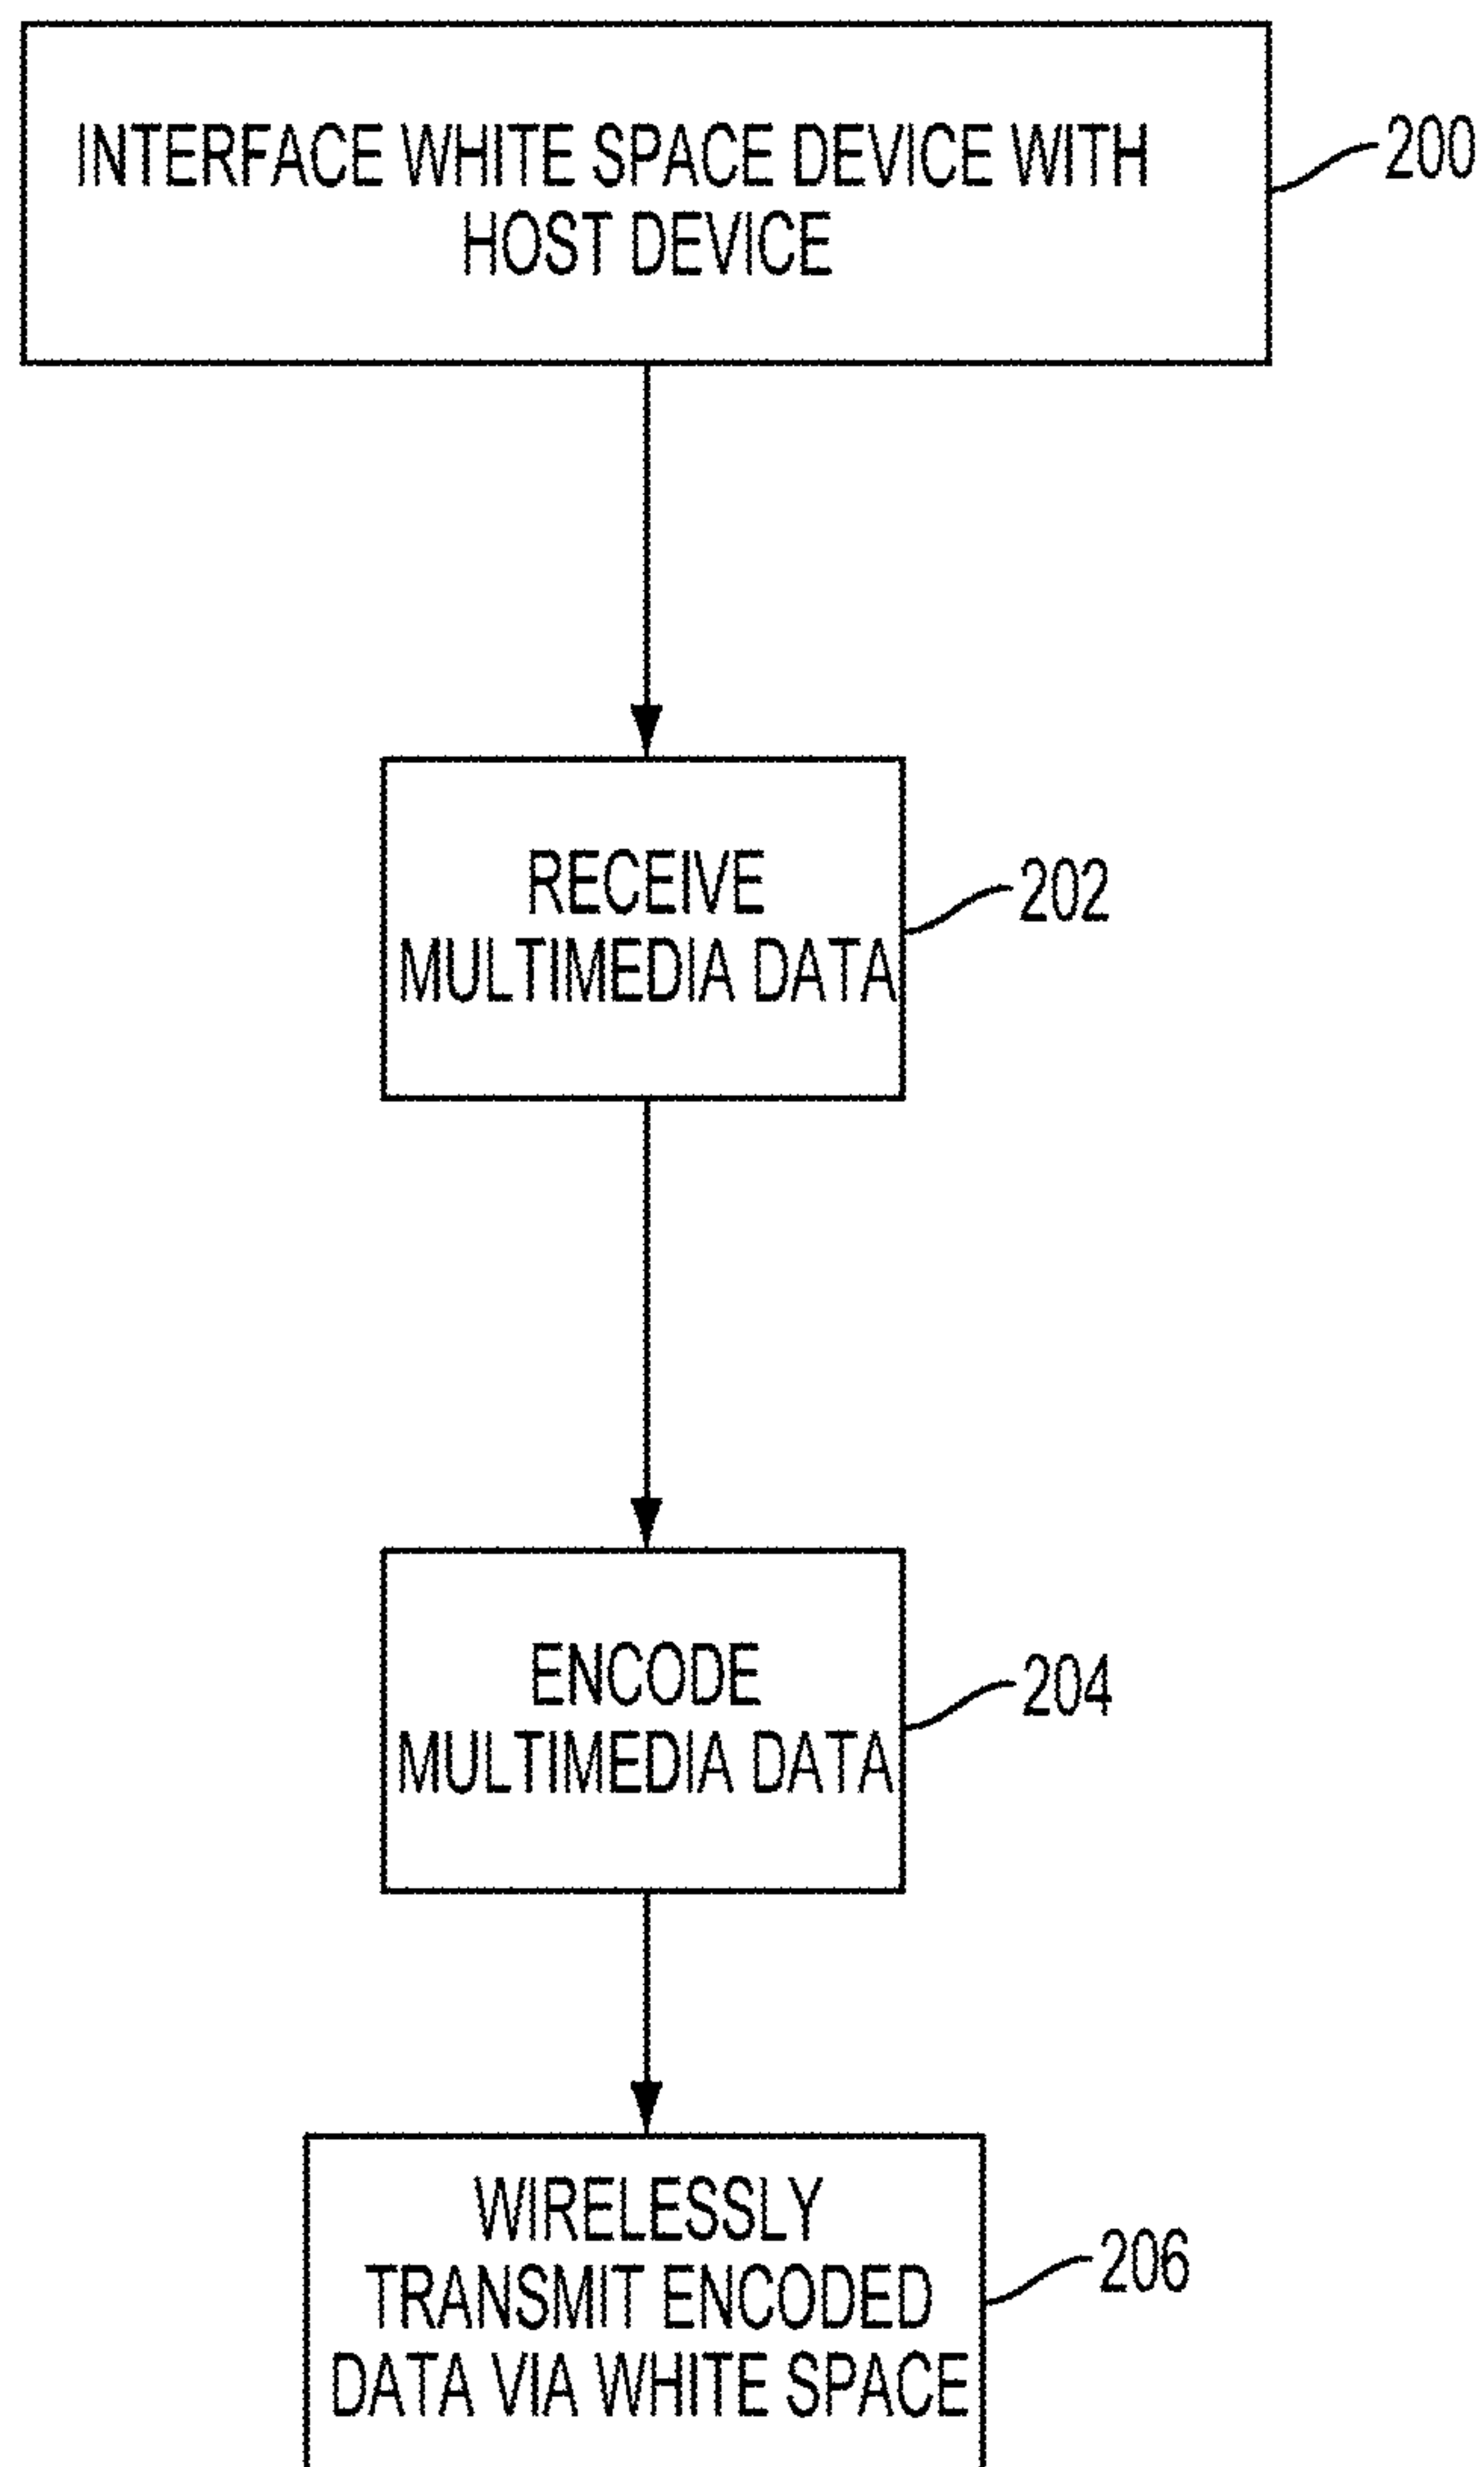 INTERFACE WHITE SPACE DEVICE WITH
HOST DEVICE
200
RECEIVE
MULTIMEDIA DATA
202
ENCODE
MULTIMEDIA DATA
204
WIRELESSLY
TRANSMIT ENCODED
DATA VIA WHITE SPACE
206